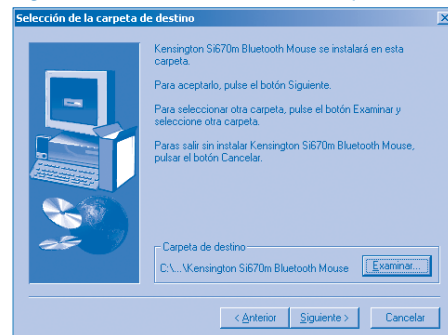 Selección de la carpeta de destino
Kensington Si670m Bluetooth Mouse se instalará en esta
carpeta.
Para aceptarlo, pulse el botón Siguiente.
Para seleccionar otra carpeta, pulse el botón Examinar y
seleccione otra carpeta.
Paras salir sin instalar Kensington Si670m Bluetooth Mouse,
pulsar el botón Cancelar.
Carpeta de destino
C:\...\Kensington Si670m Bluetooth Mouse
Examinar...
< Anterior
Siguiente >
Cancelar